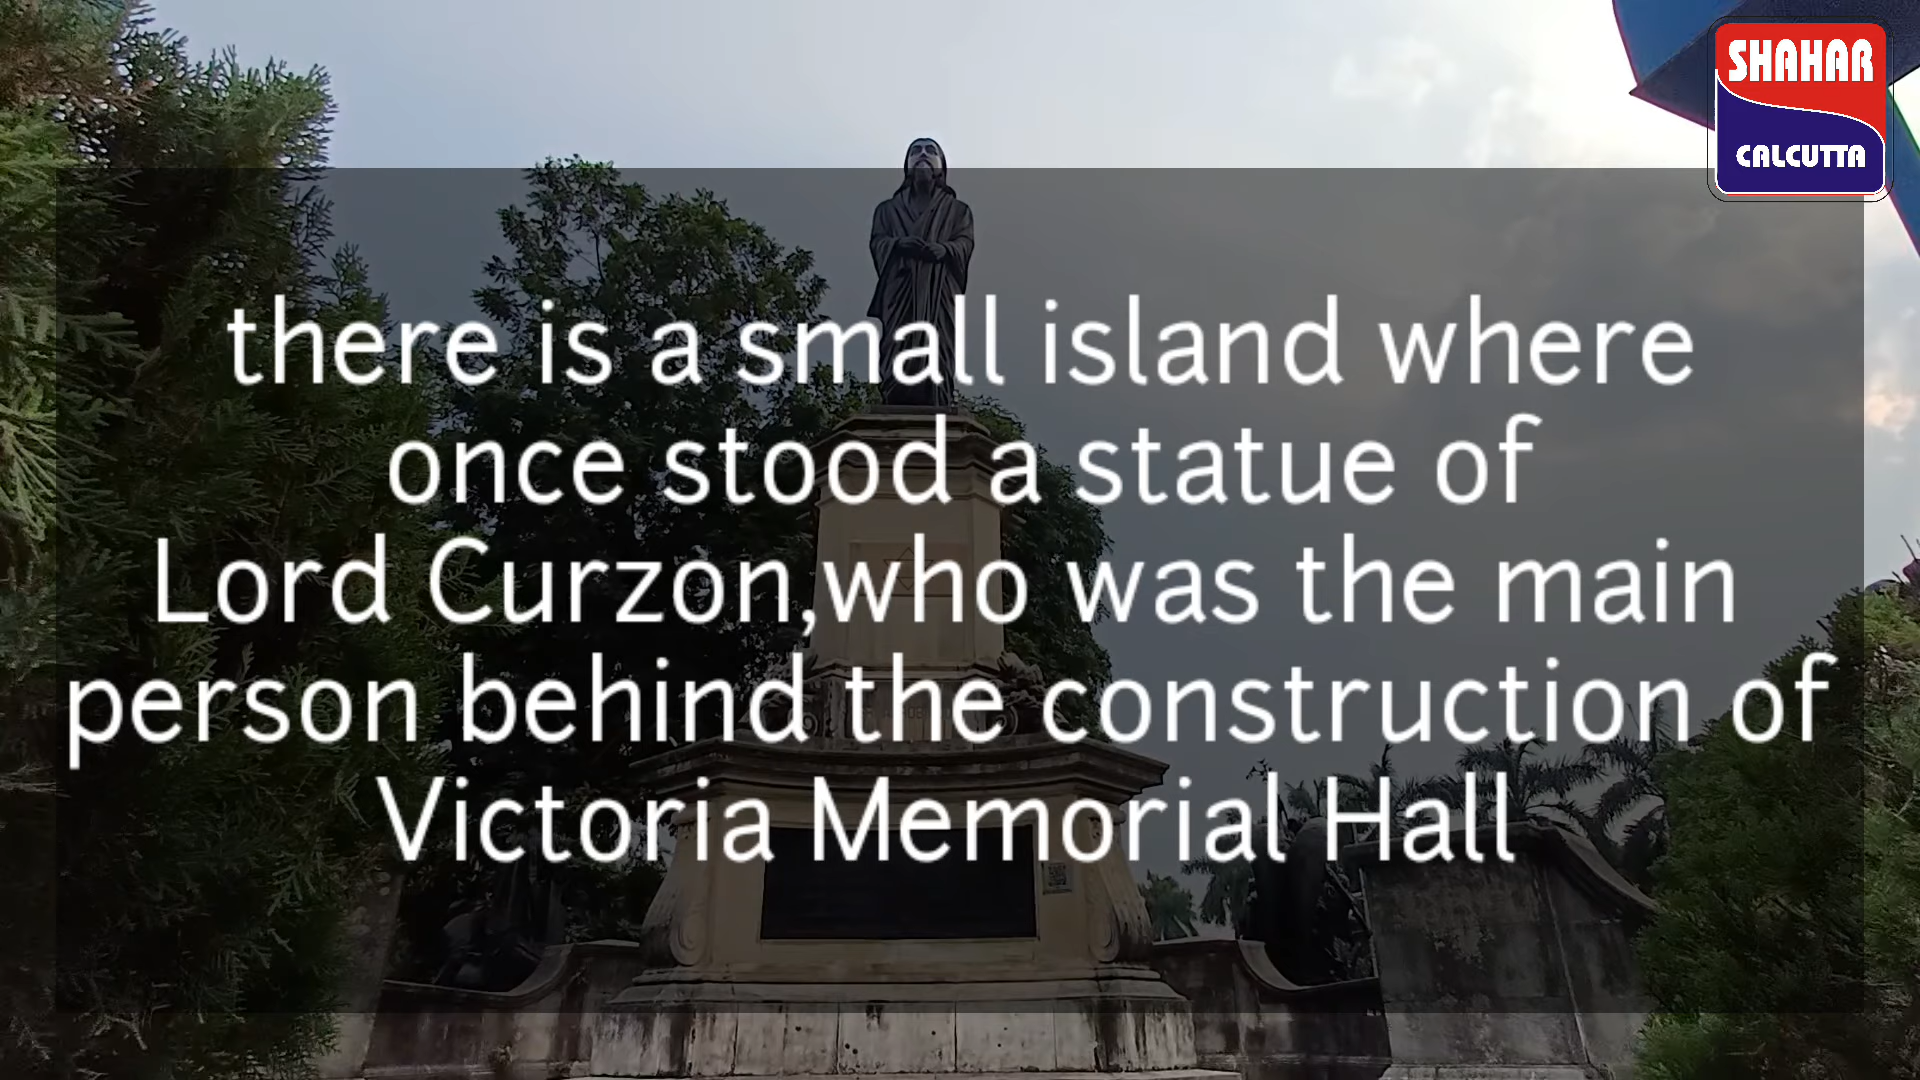 SHAHAR
CALCUTTA
there is a small island where
once stood a statue of
Lord Curzon,who was the main
person behind the construction of
Victoria Memorial Hall